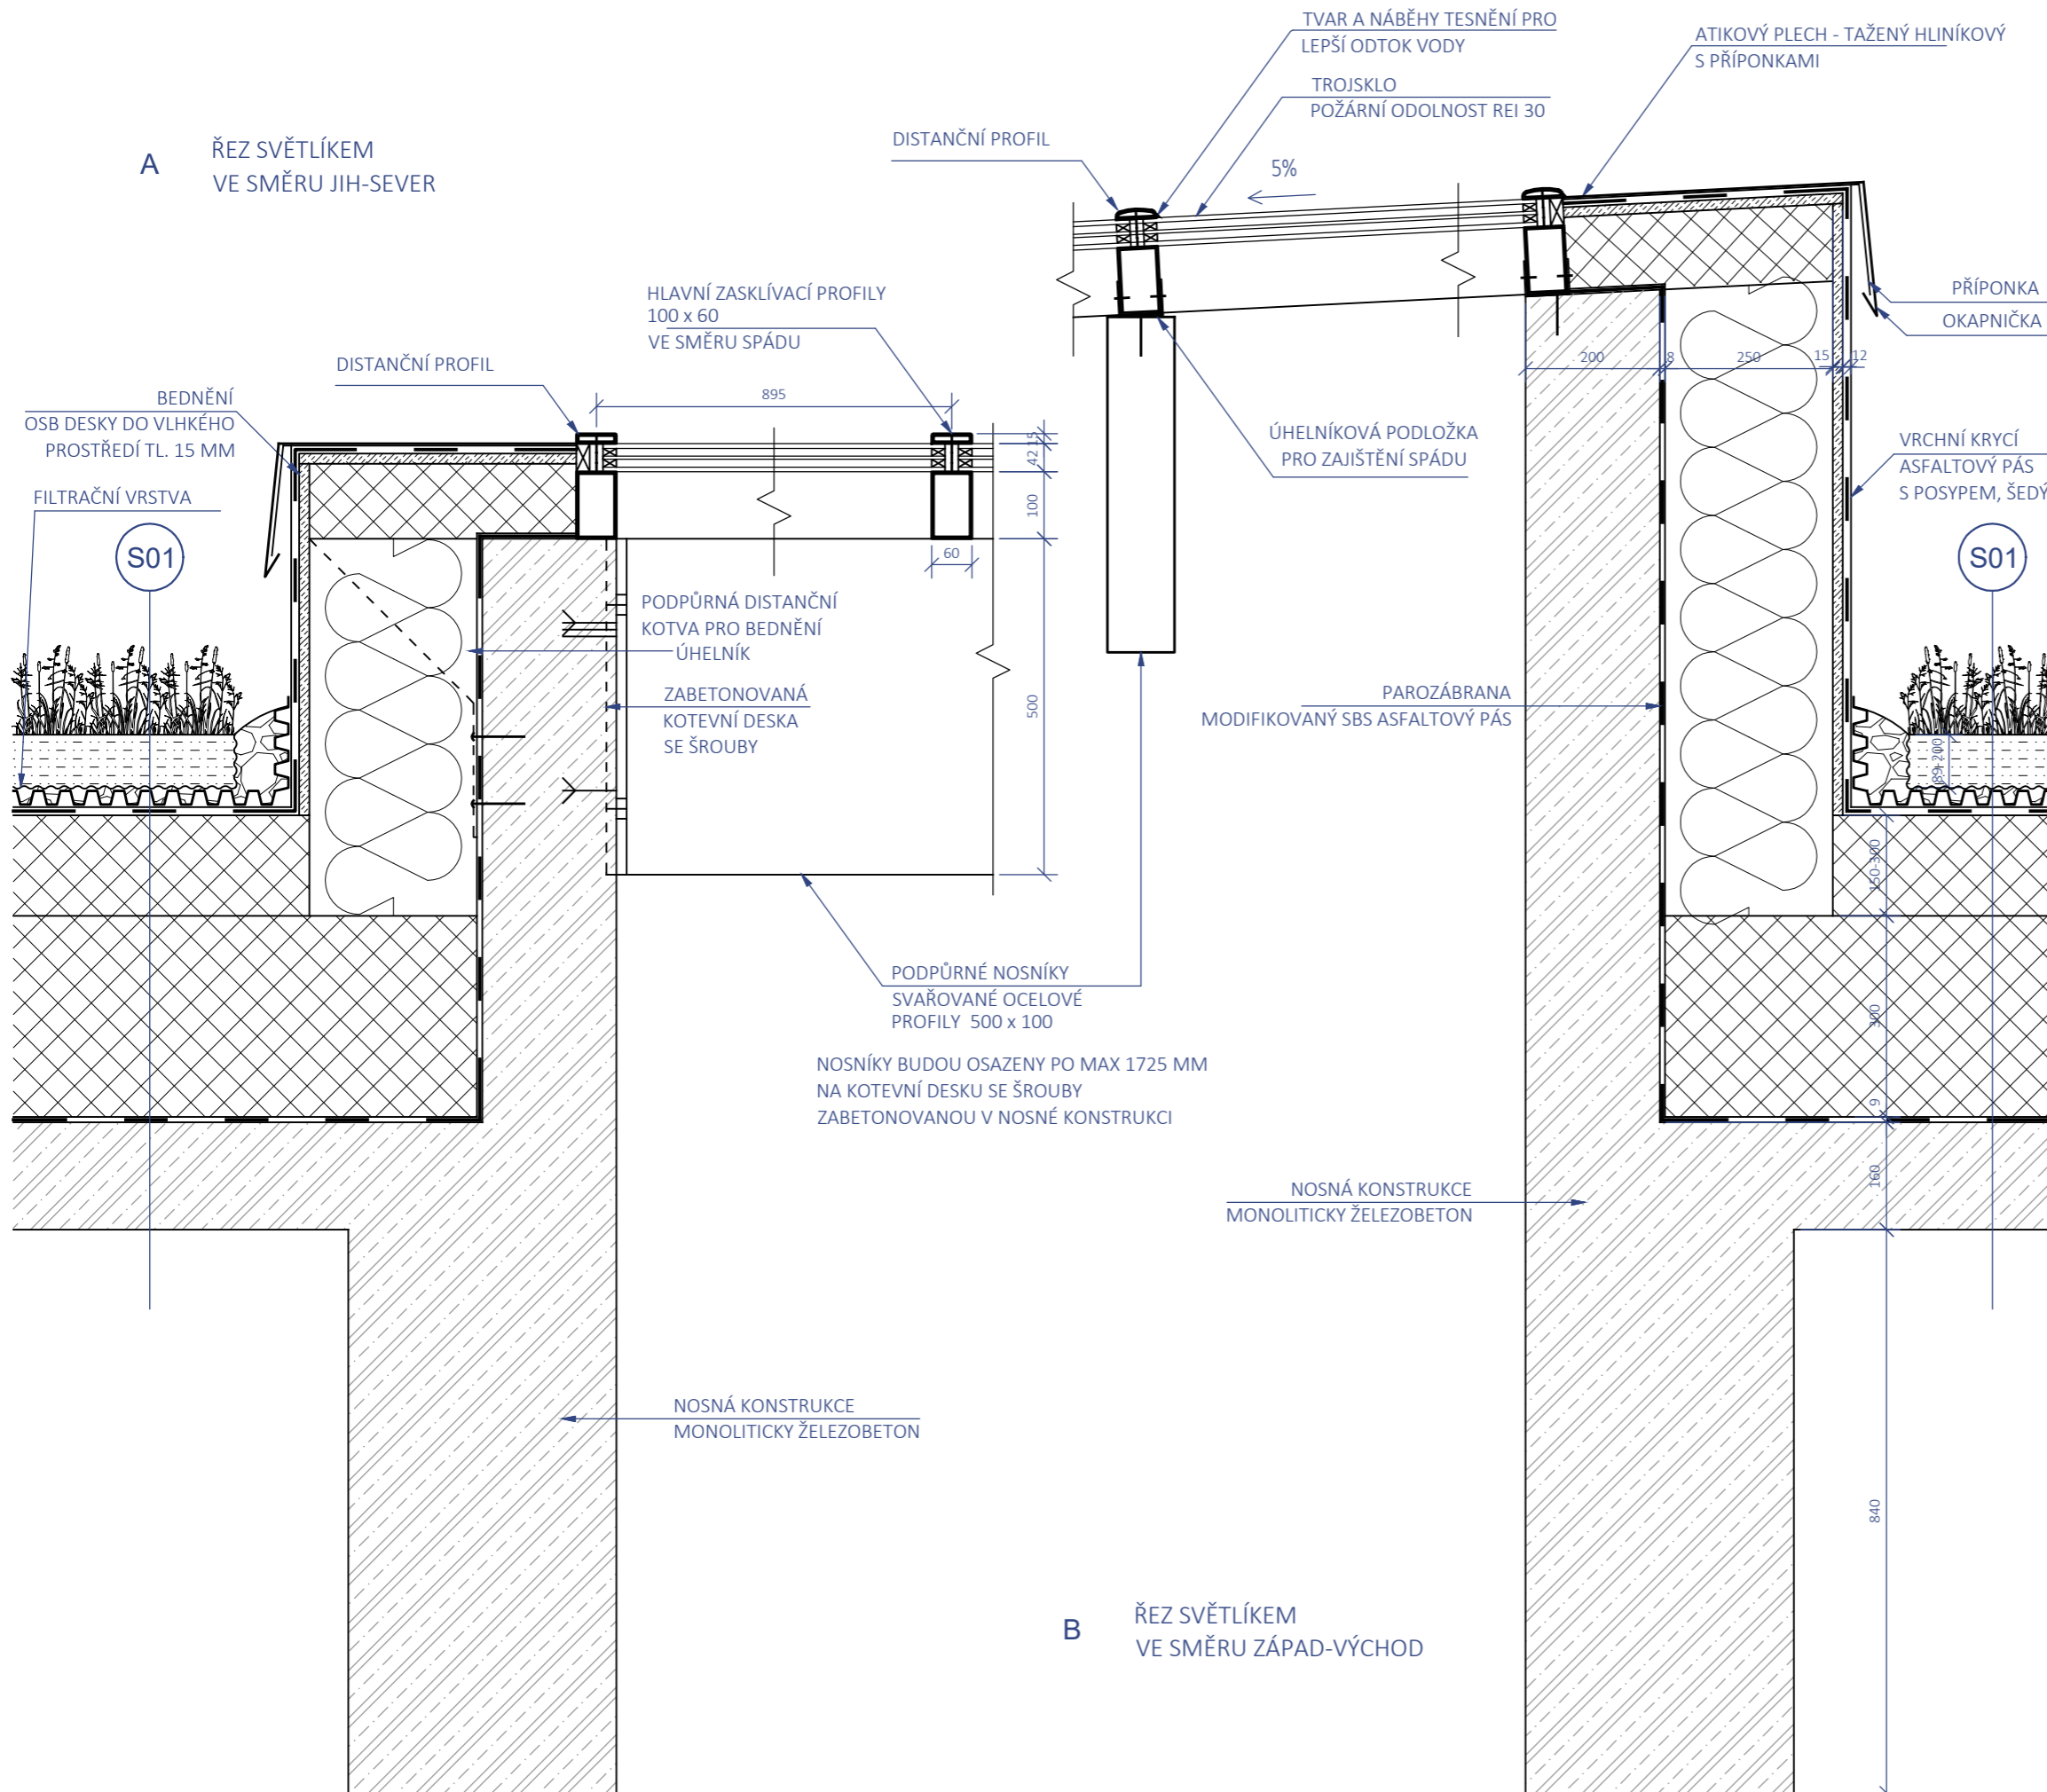 TVAR A NÁBĚHY TESNĚNÍ PRO
LEPŠÍ ODTOK VODY
ATIKOVÝ PLECH - TAŽENÝ HLINÍKOVÝ
S PŘÍPONKAMI
TROJSKLO
POŽÁRNÍ ODOLNOST REI 30
DISTANČNÍ PROFIL
A
ŘEZ SVĚTLÍKEM
VE SMĚRU JIH-SEVER
5%
HLAVNÍ ZASKLÍVACÍ PROFILY
100 x 60
VE SMĚRU SPÁDU
PŘÍPONKA
OKAPNIČKA
DISTANČNÍ PROFIL
200
8
250
15
12
895
BEDNĚNÍ
OSB DESKY DO VLHKÉHO
PROSTŘEDÍ TL. 15 MM
15
42
100
60
500
ÚHELNÍKOVÁ PODLOŽKA
PRO ZAJIŠTĚNÍ SPÁDU
VRCHNÍ KRYCÍ
ASFALTOVÝ PÁS
S POSYPEM, ŠEDÝ
FILTRAČNÍ VRSTVA
S01
S01
PODPŮRNÁ DISTANČNÍ
KOTVA PRO BEDNĚNÍ
ÚHELNÍK
ZABETONOVANÁ
KOTEVNÍ DESKA
SE ŠROUBY
PAROZÁBRANA
MODIFIKOVANÝ SBS ASFALTOVÝ PÁS
150-300
300
9
160
840
PODPŮRNÉ NOSNÍKY
SVAŘOVANÉ OCELOVÉ
PROFILY 500 x 100
NOSNÍKY BUDOU OSAZENY PO MAX 1725 MM
NA KOTEVNÍ DESKU SE ŠROUBY
ZABETONOVANOU V NOSNÉ KONSTRUKCI
NOSNÁ KONSTRUKCE
MONOLITICKY ŽELEZOBETON
NOSNÁ KONSTRUKCE
MONOLITICKY ŽELEZOBETON
B
ŘEZ SVĚTLÍKEM
VE SMĚRU ZÁPAD-VÝCHOD